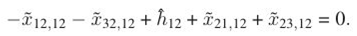 −x̃₁₂,₁₂ − x̃₃₂,₁₂ + ĥ₁₂ + x̃₂₁,₁₂ + x̃₂₃,₁₂ = 0.